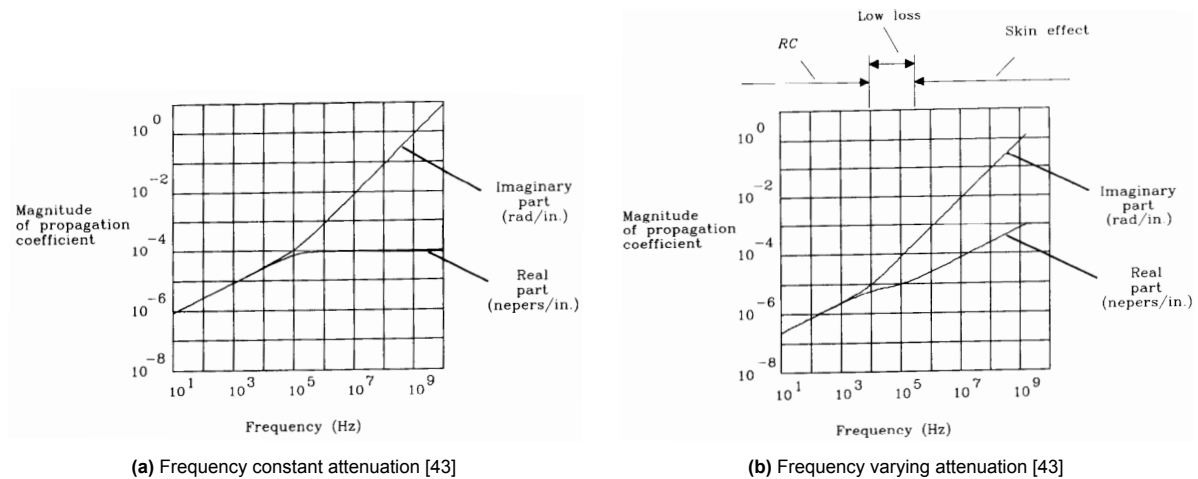 10 0
10 -2
10 -4
10 -6
10 -8
Magnitude
of propagation
coefficient
Imaginary
part
(rad/in.)
Real
part
(nepers/in.)
10 1
10 3
10 5
10 7
10 9
Frequency (Hz)
(a) Frequency constant attenuation [43]
Low loss
RC
Skin effect
10 0
10 -2
10 -4
10 -6
10 -8
Magnitude
of propagation
coefficient
Imaginary
part
(rad/in.)
Real
part
(nepers/in.)
10 1
10 3
10 5
10 7
10 9
Frequency (Hz)
(b) Frequency varying attenuation [43]